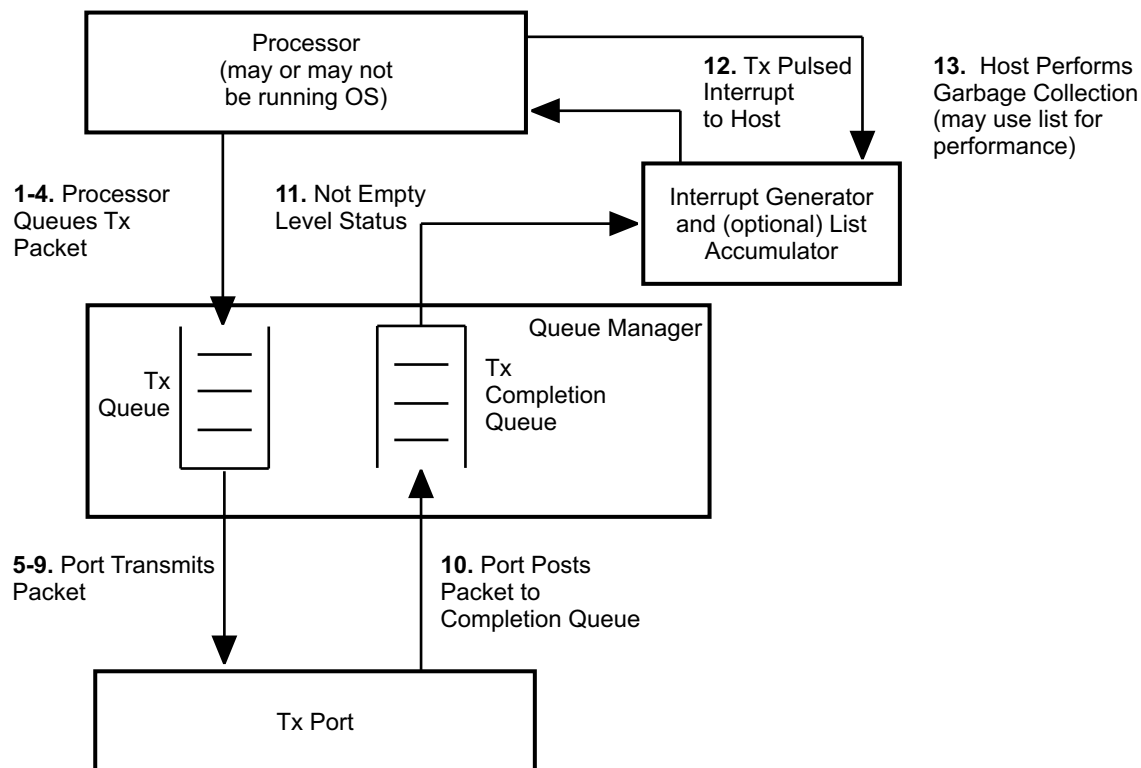 Processor
(may or may not
be running OS)
12. Tx Pulsed
Interrupt
to Host
13. Host Performs
Garbage Collection
(may use list for
performance)
1-4. Processor
Queues Tx
Packet
11. Not Empty
Level Status
Interrupt Generator
and (optional) List
Accumulator
Queue Manager
Tx
Queue
Tx
Completion
Queue
5-9. Port Transmits
Packet
10. Port Posts
Packet to
Completion Queue
Tx Port